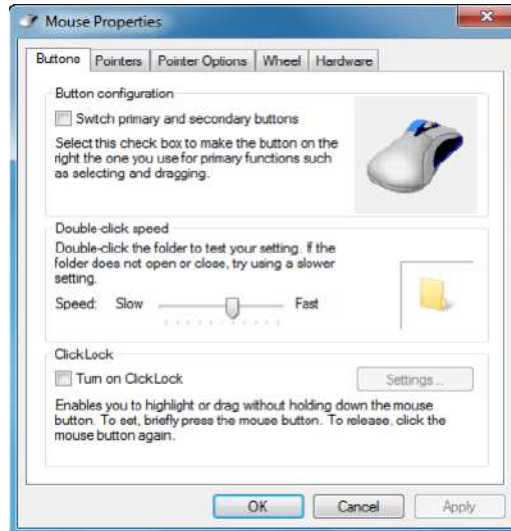 Mouse Properties
Buttons Pointers Pointer Options Wheel Hardware
Button configuration
Switch primary and secondary buttons
Select this check box to make the button on the
right the one you use for primary functions such
as selecting and dragging.
Double-click speed
Double-click the folder to test your setting. If the
folder does not open or close, try using a slower
setting.
Speed: Slow Fast
ClickLock
Turn on ClickLock
Settings...
Enables you to highlight or drag without holding down the mouse
button. To set, briefly press the mouse button. To release, click the
mouse button again.
OK Cancel Apply